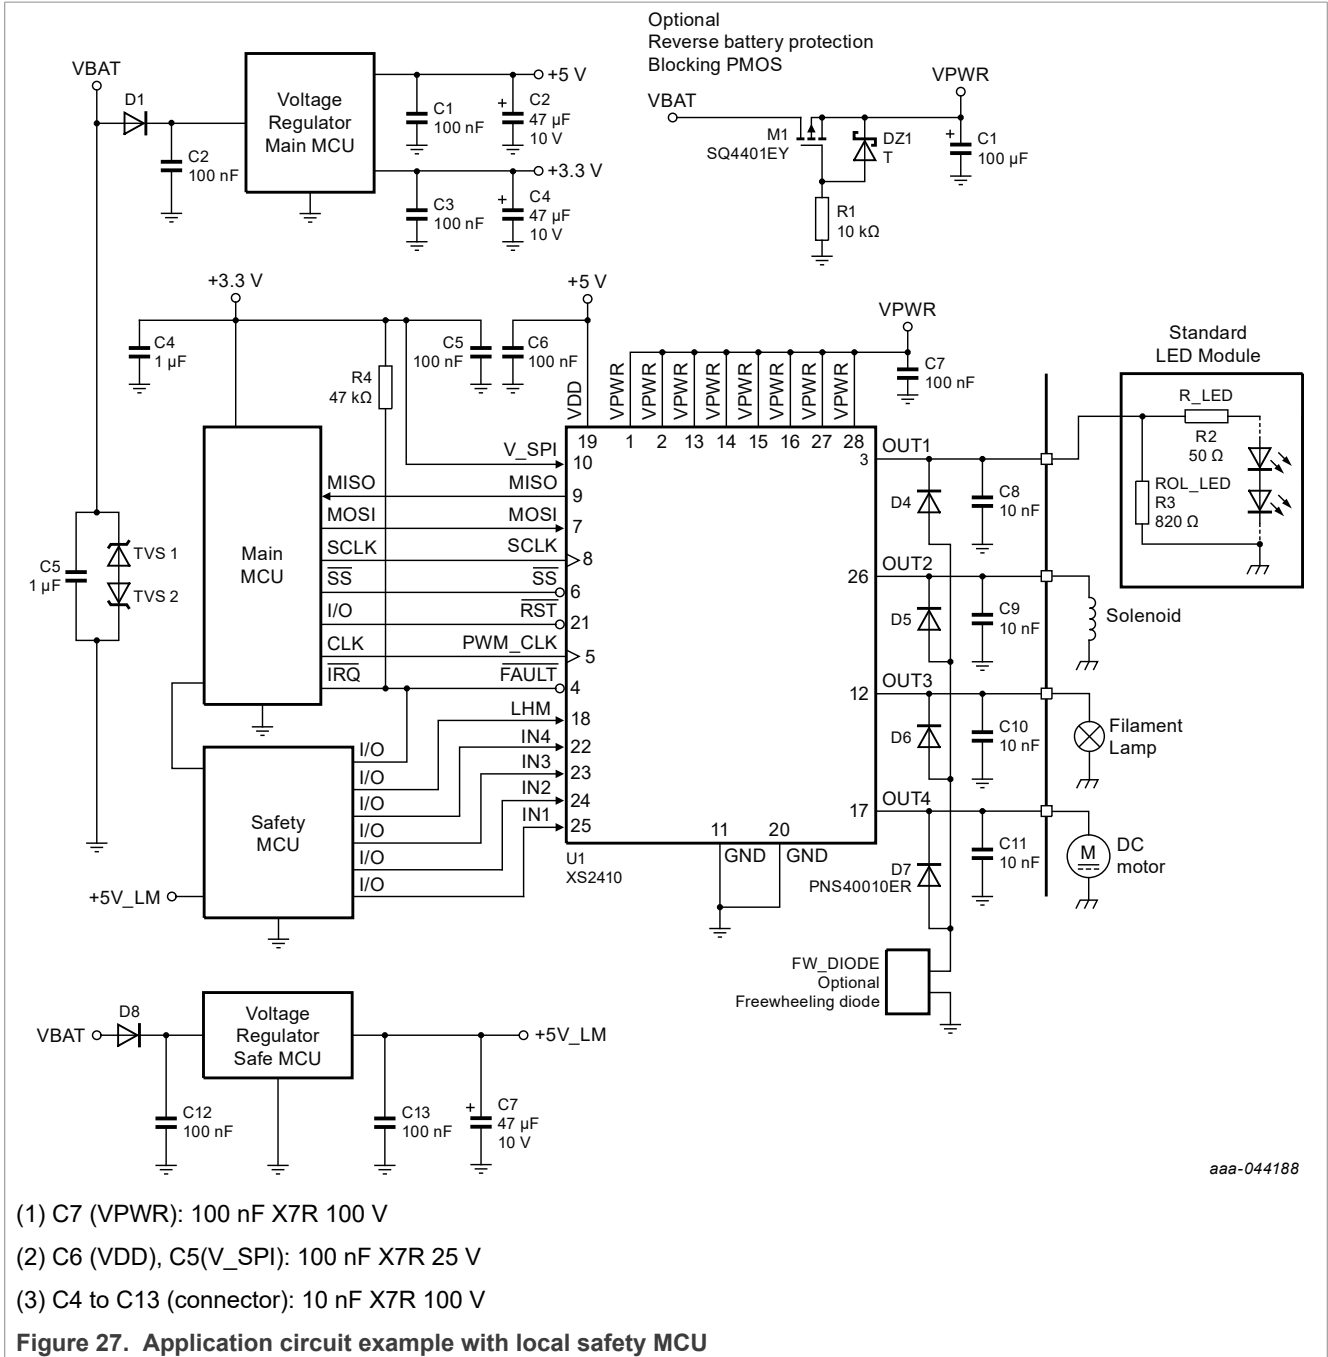 Optional
Reverse battery protection
Blocking PMOS
VBAT
D1
C2
100 nF
Voltage
Regulator
Main MCU
+5 V
C1
100 nF
+
C2
47 µF
10 V
+3.3 V
C3
100 nF
+
C4
47 µF
10 V
VBAT
M1
SQ4401EY
DZ1
T
R1
10 kΩ
VPWR
+
C1
100 µF
+3.3 V
C4
1 µF
R4
47 kΩ
C5
100 nF
C6
100 nF
+5 V
VDD
VPWR
VPWR
VPWR
VPWR
VPWR
VPWR
VPWR
VPWR
VPWR
C7
100 nF
19
1
2
13
14
15
16
27
28
Standard
LED Module
R_LED
R2
50 Ω
ROL_LED
R3
820 Ω
C5
1 µF
TVS 1
TVS 2
Main
MCU
V_SPI
10
MISO
MISO
9
MOSI
MOSI
7
SCLK
SCLK
8
SS
SS
6
I/O
RST
21
CLK
PWM_CLK
5
IRQ
FAULT
4
LHM
18
IN4
22
IN3
23
IN2
24
IN1
25
Safety
MCU
I/O
I/O
I/O
I/O
I/O
I/O
+5V_LM
U1
XS2410
11
GND
20
GND
3
OUT1
D4
C8
10 nF
26
OUT2
D5
C9
10 nF
Solenoid
12
OUT3
D6
C10
10 nF
Filament
Lamp
17
OUT4
D7
PNS40010ER
C11
10 nF
M
DC
motor
FW_DIODE
Optional
Freewheeling diode
VBAT
D8
C12
100 nF
Voltage
Regulator
Safe MCU
+5V_LM
C13
100 nF
+
C7
47 µF
10 V
aaa-044188
(1) C7 (VPWR): 100 nF X7R 100 V
(2) C6 (VDD), C5(V_SPI): 100 nF X7R 25 V
(3) C4 to C13 (connector): 10 nF X7R 100 V
Figure 27. Application circuit example with local safety MCU